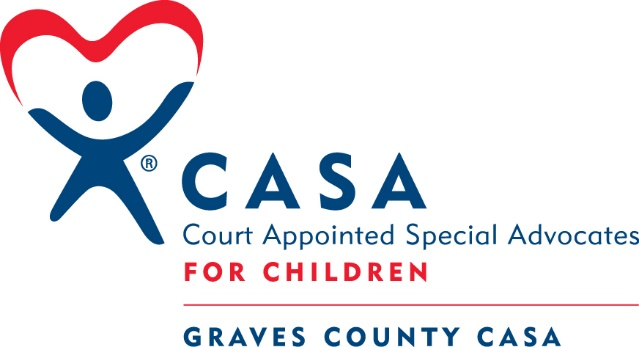 ® CASA
Court Appointed Special Advocates
FOR CHILDREN
GRAVES COUNTY CASA